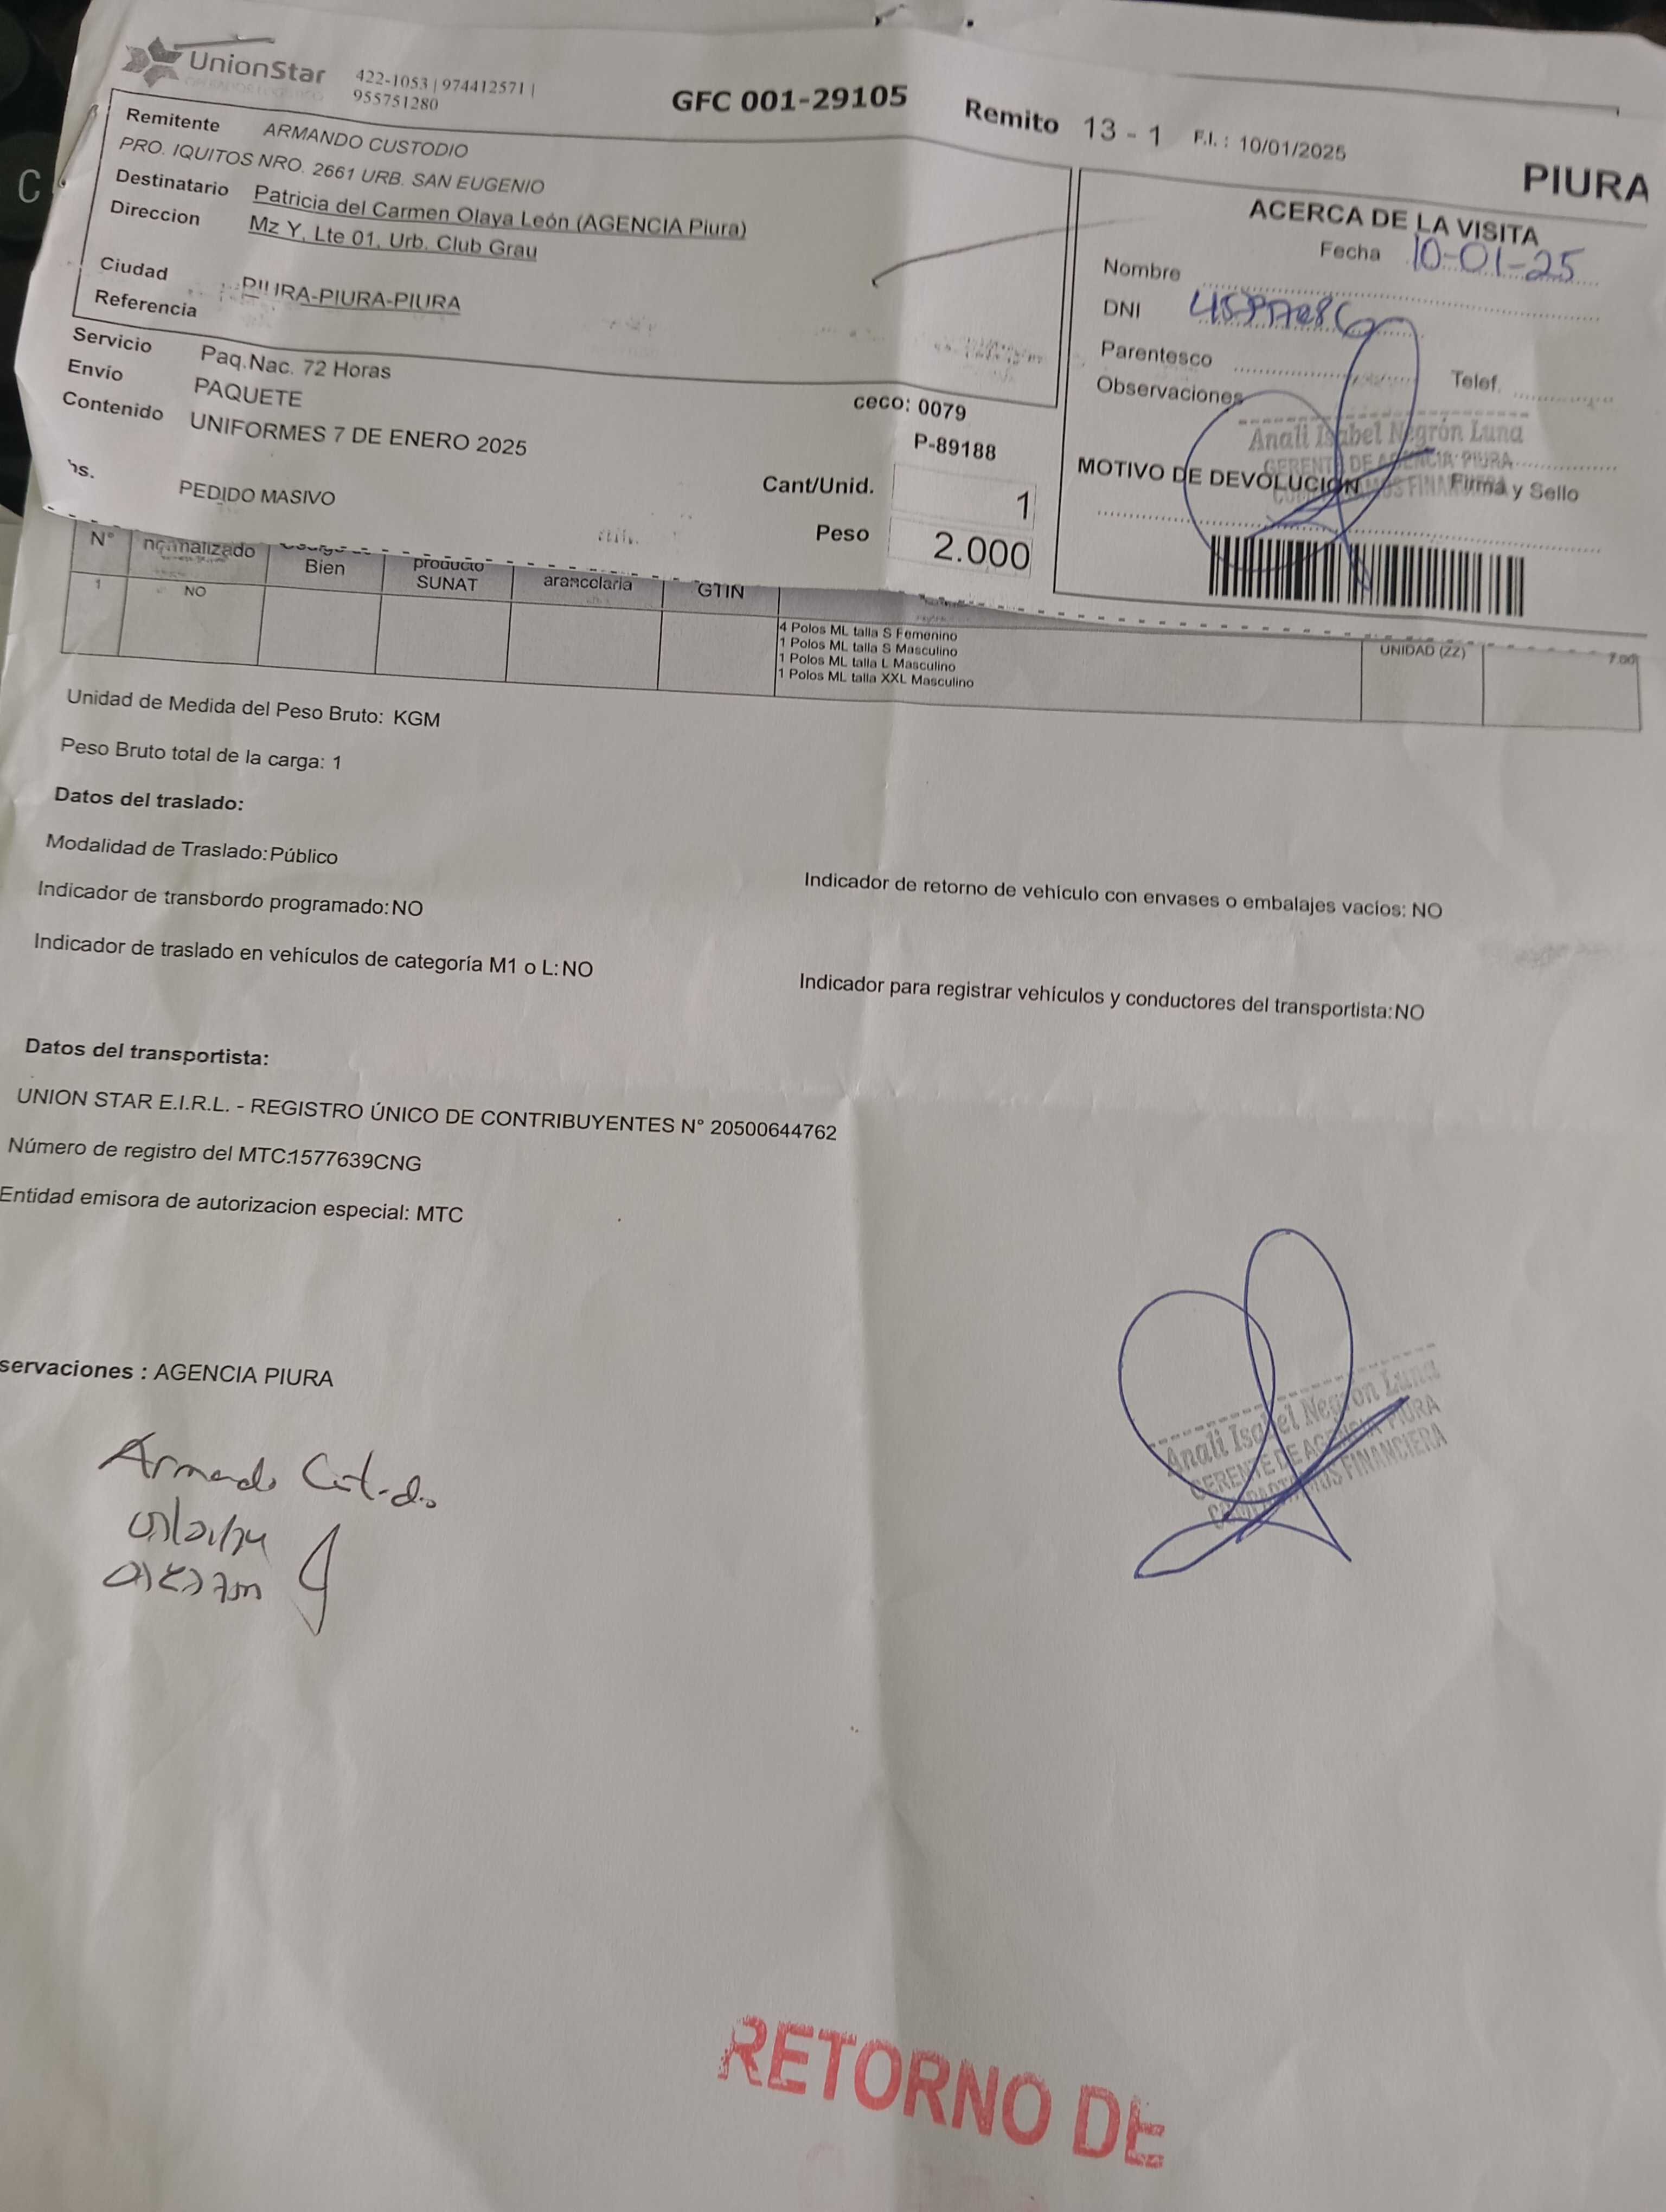 UnionStar
422-1053 | 974412571 |
955751280
GFC 001-29105
Remito 13 - 1 F.I. : 10/01/2025
PIURA
Remitente ARMANDO CUSTODIO
PRO. IQUITOS NRO. 2661 URB. SAN EUGENIO
Destinatario Patricia del Carmen Olaya León (AGENCIA Piura)
Direccion Mz Y, Lte 01, Urb. Club Grau
Ciudad PIURA-PIURA-PIURA
Referencia
Servicio Paq.Nac. 72 Horas
Envio PAQUETE
Contenido UNIFORMES 7 DE ENERO 2025
PEDIDO MASIVO
ceco: 0079
P-89188
Cant/Unid. 1
Peso 2.000
ACERCA DE LA VISITA
Fecha 10-01-25
Nombre
DNI
Parentesco Telef.
Observaciones
Anali Isabel Negrón Luna
GERENTE DE AGENCIA PIURA
MOTIVO DE DEVOLUCION Firma y Sello
N° normalizado Bien producto SUNAT arancelaria GTIN
1 NO
4 Polos ML talla S Femenino
1 Polos ML talla S Masculino
1 Polos ML talla L Masculino
1 Polos ML talla XXL Masculino
UNIDAD (ZZ) 7.00
Unidad de Medida del Peso Bruto: KGM
Peso Bruto total de la carga: 1
Datos del traslado:
Modalidad de Traslado:Público
Indicador de transbordo programado:NO
Indicador de retorno de vehículo con envases o embalajes vacíos: NO
Indicador de traslado en vehículos de categoría M1 o L:NO
Indicador para registrar vehículos y conductores del transportista:NO
Datos del transportista:
UNION STAR E.I.R.L. - REGISTRO ÚNICO DE CONTRIBUYENTES N° 20500644762
Número de registro del MTC:1577639CNG
Entidad emisora de autorizacion especial: MTC
servaciones : AGENCIA PIURA
Anali Isabel Negrón Luna
GERENTE DE AGENCIA PIURA
COMPARTAMOS FINANCIERA
Armando Custodio
RETORNO DE